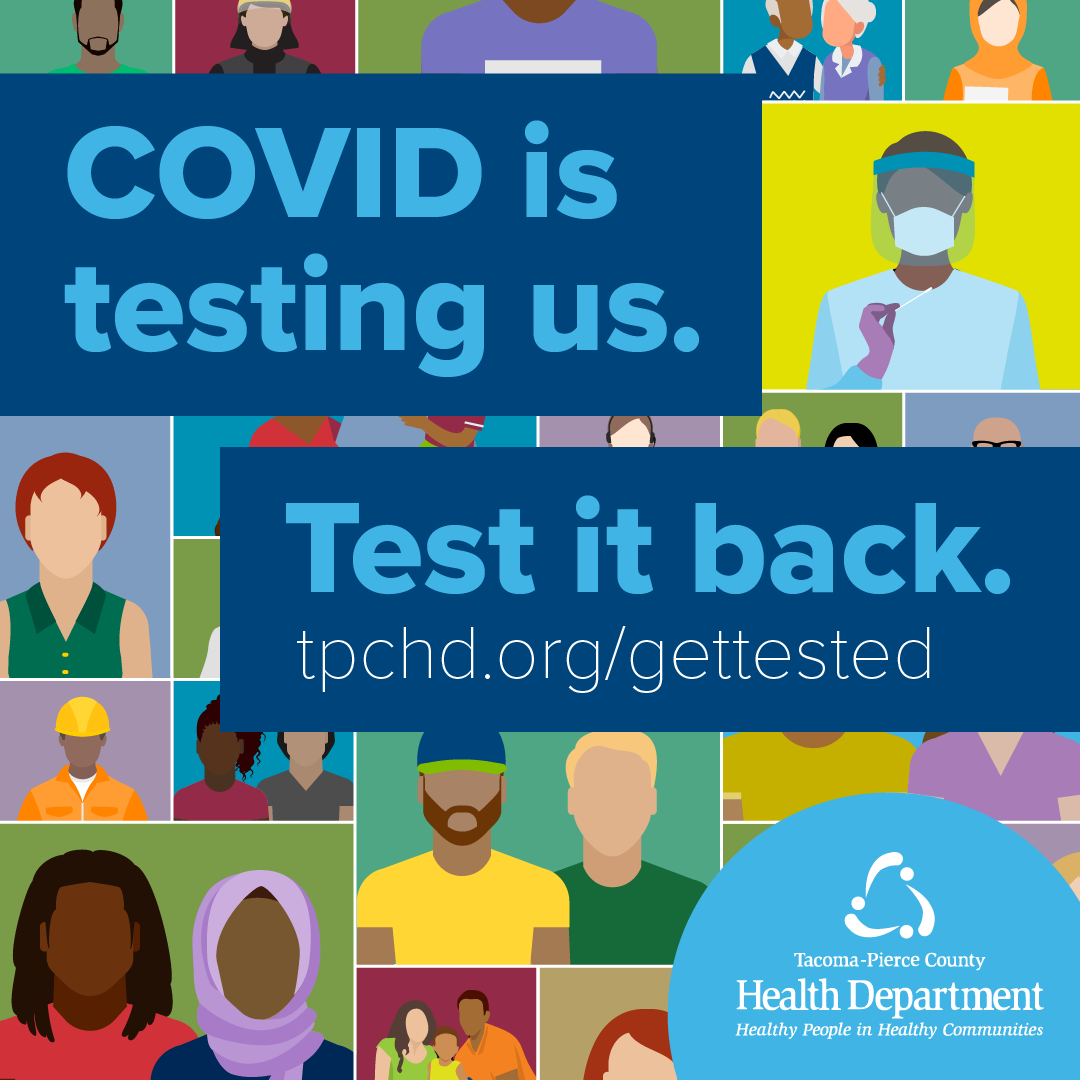 COVID is
testing us.
Test it back.
tpchd.org/gettested
Tacoma-Pierce County
Health Department
Healthy People in Healthy Communities